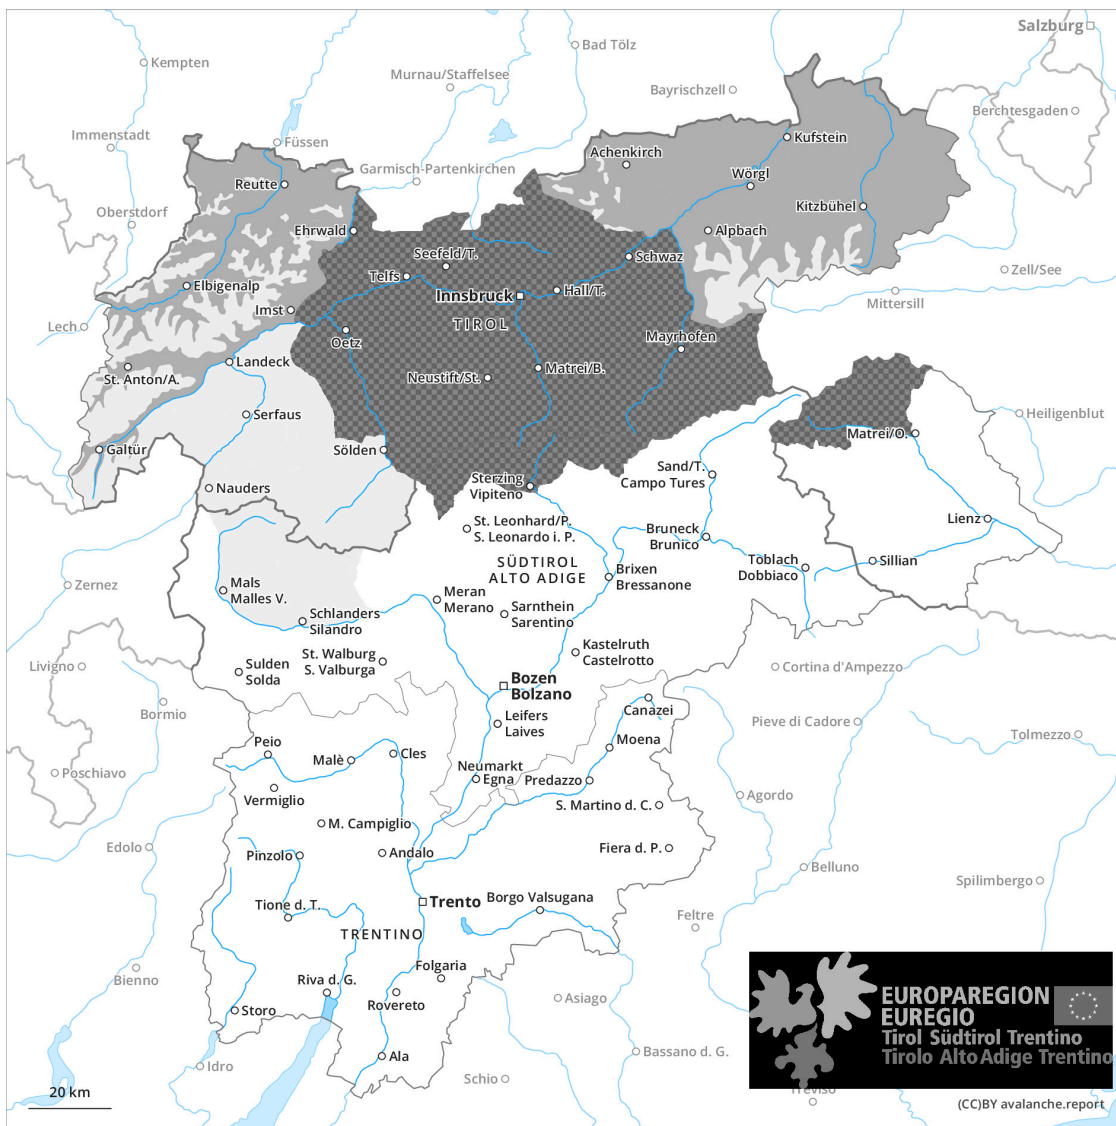 Salzburg
Bad Tölz
Kempten
Murnau/Staffelsee
Bayrischzell
Berchtesgaden
Immenstadt
Füssen
Kufstein
Achenkirch
Garmisch-Partenkirchen
Wörgl
Reutte
Oberstdorf
Kitzbühel
Ehrwald
Alpbach
Seefeld/T.
Schwaz
Telfs
Zell/See
Elbigenalp
Innsbruck
Hall/T.
Mittersill
Imst
TIROL
Lech
Oetz
Mayrhofen
Landeck
Matrei/B.
St. Anton/A.
Neustift/St.
Serfaus
Heiligenblut
Matrei/O.
Galtür
Sölden
Sand/T.
Campo Tures
Sterzing
Vipiteno
Nauders
Lienz
St. Leonhard/P.
S. Leonardo i. P.
Bruneck
Brunico
SÜDTIROL
ALTO ADIGE
Toblach
Dobbiaco
Sillian
Brixen
Bressanone
Zernez
Mals
Malles V.
Meran
Merano
Sarnthein
Sarentino
Schlanders
Silandro
Kastelruth
Castelrotto
St. Walburg
S. Valburga
Livigno
Sulden
Solda
Cortina d'Ampezzo
Bozen
Bolzano
Canazei
Bormio
Leifers
Laives
Pieve di Cadore
Moena
Tolmezzo
Peio
Malè
Cles
Neumarkt
Egna
Predazzo
Poschiavo
Vermiglio
S. Martino d. C.
Agordo
M. Campiglio
Edolo
Pinzolo
Andalo
Fiera d. P.
Belluno
Spilimbergo
Tione d. T.
Trento
Borgo Valsugana
Feltre
TRENTINO
Folgaria
Bienno
Riva d. G.
Rovereto
Asiago
Storo
EUROPAREGION
EUREGIO
Tirol Südtirol Trentino
Tirolo Alto Adige Trentino
Ala
Bassano d. G.
Idro
Schio
Treviso
20 km
(CC)BY avalanche.report